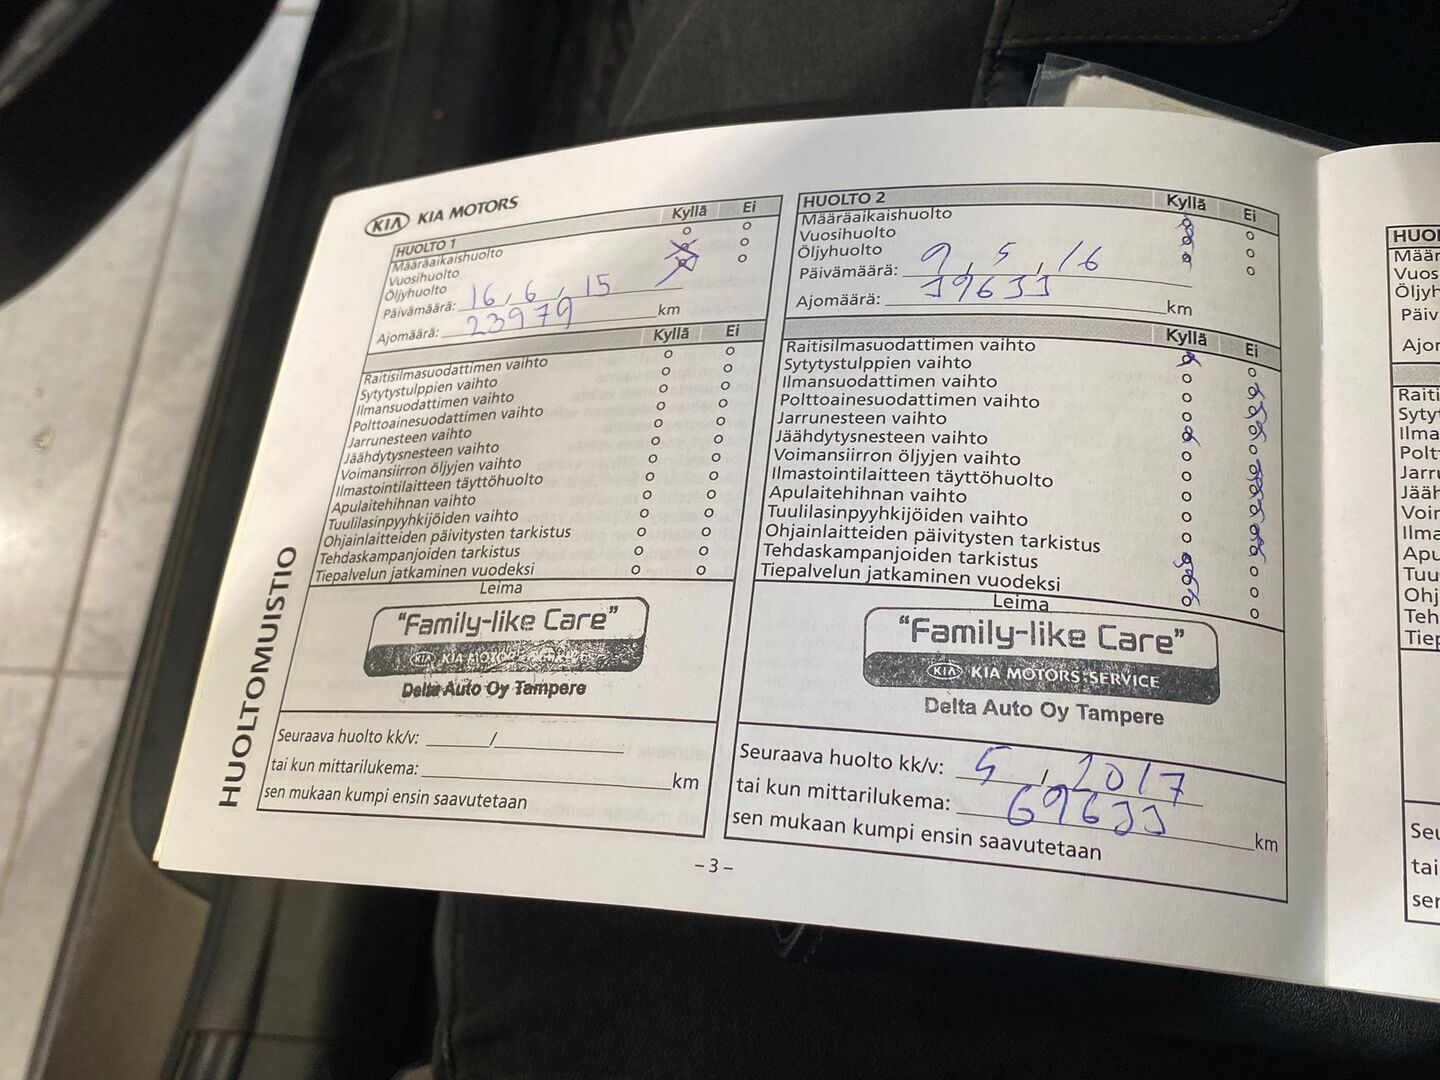 KIA KIA MOTORS
HUOLTO 1 Kyllä Ei
Määräaikaishuolto
Vuosihuolto
Öljyhuolto
Päivämäärä: 16, 6, 15
Ajomäärä: 23979 km
Kyllä Ei
Raitisilmasuodattimen vaihto
Sytytystulppien vaihto
Ilmansuodattimen vaihto
Polttoainesuodattimen vaihto
Jarrunesteen vaihto
Jäähdytysnesteen vaihto
Voimansiirron öljyjen vaihto
Ilmastointilaitteen täyttöhuolto
Apulaitehihnan vaihto
Tuulilasinpyyhkijöiden vaihto
Ohjainlaitteiden päivitysten tarkistus
Tehdaskampanjoiden tarkistus
Tiepalvelun jatkaminen vuodeksi
Leima
"Family-like Care"
KIA KIA MOTORS
Delta Auto Oy Tampere
Seuraava huolto kk/v: /
tai kun mittarilukema: km
sen mukaan kumpi ensin saavutetaan
HUOLTOMUISTIO
HUOLTO 2 Kyllä Ei
Määräaikaishuolto
Vuosihuolto
Öljyhuolto
Päivämäärä: 9, 5, 16
Ajomäärä: 39633 km
Kyllä Ei
Raitisilmasuodattimen vaihto
Sytytystulppien vaihto
Ilmansuodattimen vaihto
Polttoainesuodattimen vaihto
Jarrunesteen vaihto
Jäähdytysnesteen vaihto
Voimansiirron öljyjen vaihto
Ilmastointilaitteen täyttöhuolto
Apulaitehihnan vaihto
Tuulilasinpyyhkijöiden vaihto
Ohjainlaitteiden päivitysten tarkistus
Tehdaskampanjoiden tarkistus
Tiepalvelun jatkaminen vuodeksi
Leima
"Family-like Care"
KIA KIA MOTORS SERVICE
Delta Auto Oy Tampere
Seuraava huolto kk/v: 5 / 2017
tai kun mittarilukema: 69633 km
sen mukaan kumpi ensin saavutetaan
– 3 –